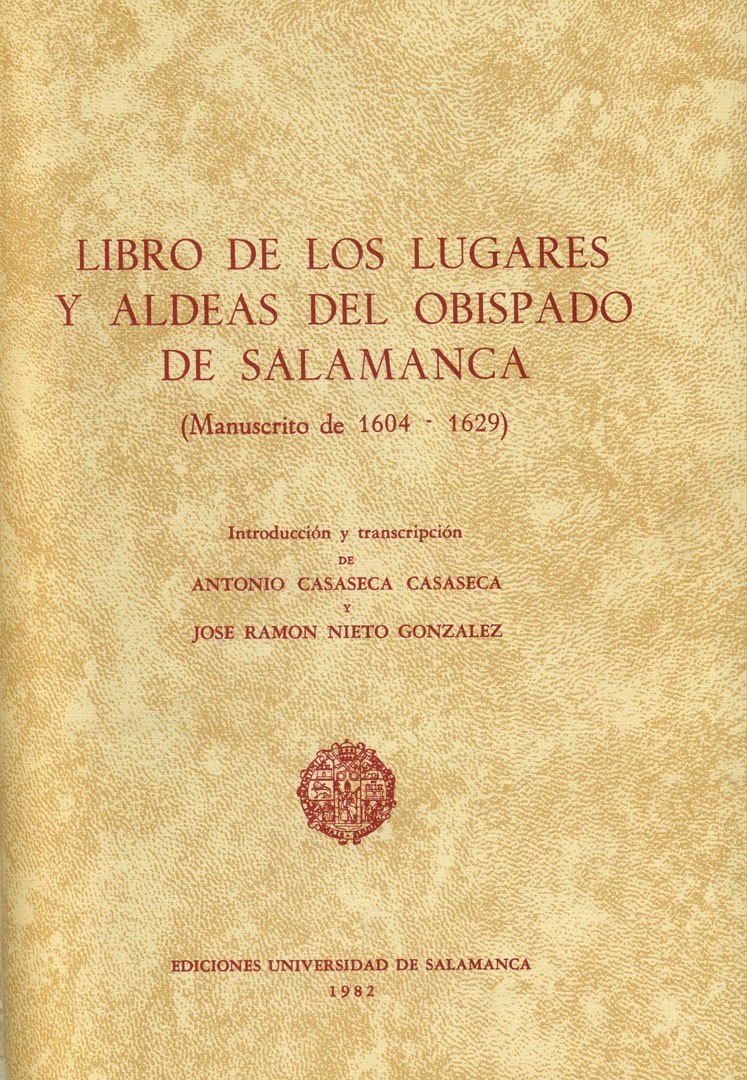 LIBRO DE LOS LUGARES
Y ALDEAS DEL OBISPADO
DE SALAMANCA
(Manuscrito de 1604 - 1629)
Introducción y transcripción
DE
ANTONIO CASASECA CASASECA
Y
JOSE RAMON NIETO GONZALEZ
EDICIONES UNIVERSIDAD DE SALAMANCA
1982